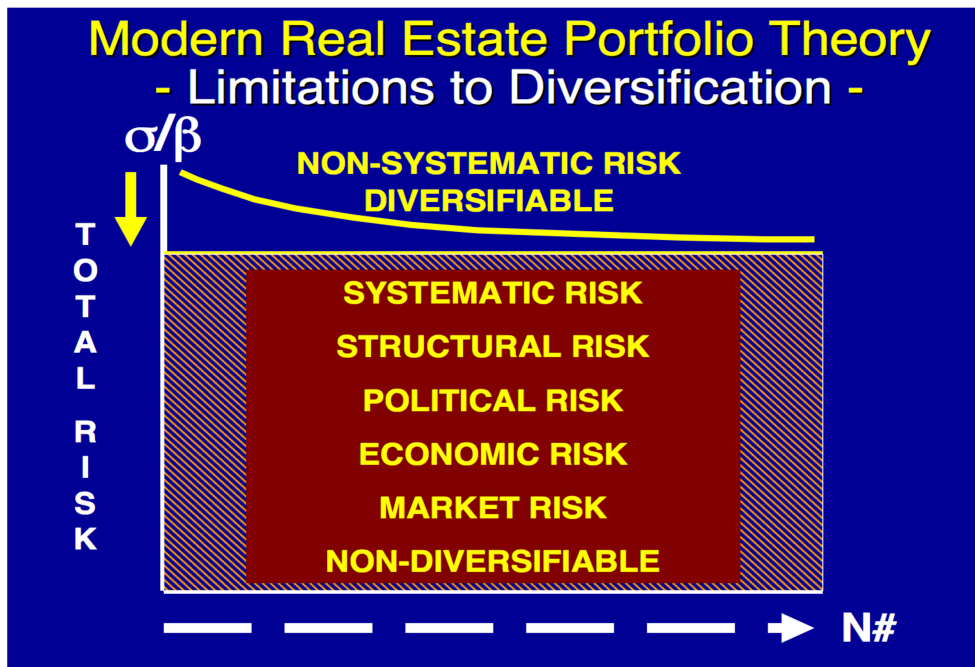 Modern Real Estate Portfolio Theory
- Limitations to Diversification -
σ/β
NON-SYSTEMATIC RISK
DIVERSIFIABLE
TOTAL RISK
SYSTEMATIC RISK
STRUCTURAL RISK
POLITICAL RISK
ECONOMIC RISK
MARKET RISK
NON-DIVERSIFIABLE
N#